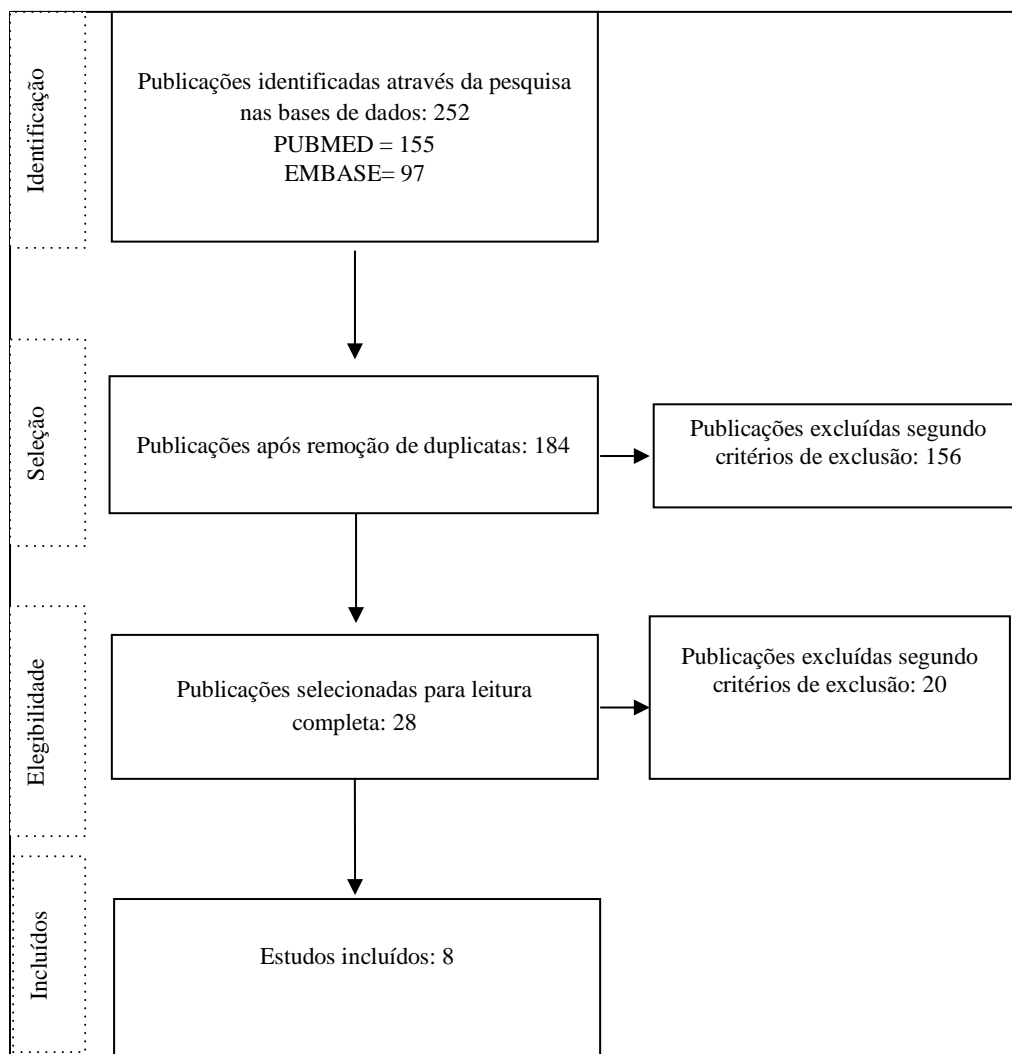 Identificação
Publicações identificadas através da pesquisa
nas bases de dados: 252
PUBMED = 155
EMBASE= 97
Seleção
Publicações após remoção de duplicatas: 184
Publicações excluídas segundo
critérios de exclusão: 156
Elegibilidade
Publicações selecionadas para leitura
completa: 28
Publicações excluídas segundo
critérios de exclusão: 20
Incluídos
Estudos incluídos: 8